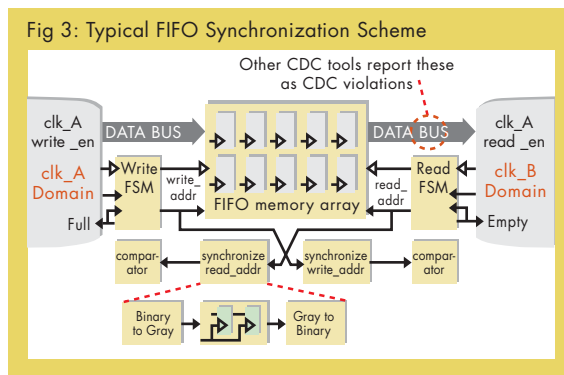 Fig 3: Typical FIFO Synchronization Scheme
Other CDC tools report these
as CDC violations
clk_A
write _en
clk_A
Domain
Full
DATA BUS
Write
FSM
write_
addr
FIFO memory array
DATA BUS
read_
addr
Read
FSM
clk_A
read _en
clk_B
Domain
Empty
compar-
ator
synchronize
read_addr
synchronize
write_addr
compar-
ator
Binary
to Gray
Gray to
Binary